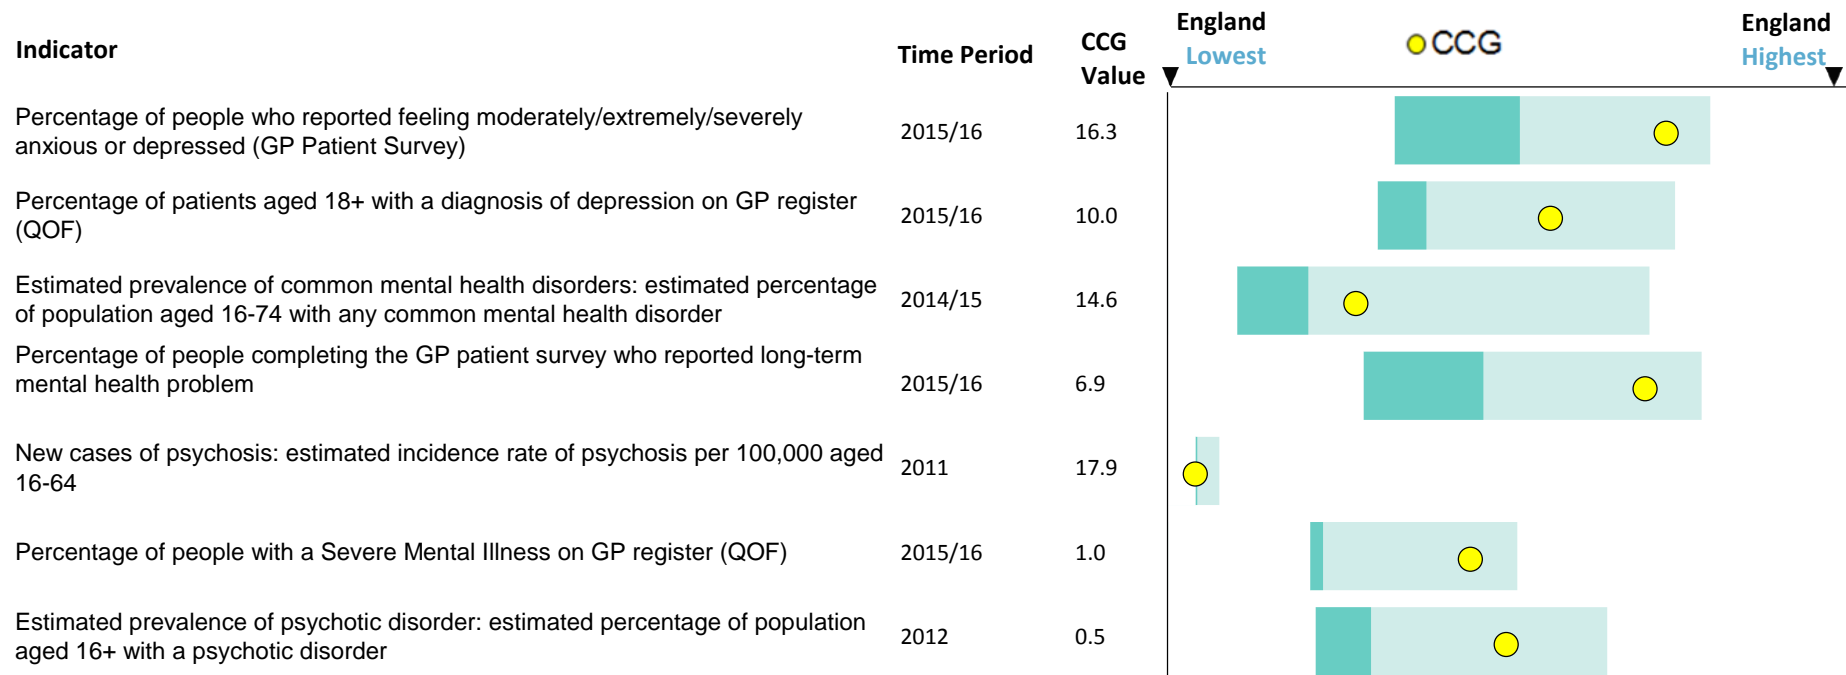 Indicator
Time Period
CCG
Value
England
Lowest
CCG
England
Highest
Percentage of people who reported feeling moderately/extremely/severely
anxious or depressed (GP Patient Survey)
2015/16
16.3
Percentage of patients aged 18+ with a diagnosis of depression on GP register
(QOF)
2015/16
10.0
Estimated prevalence of common mental health disorders: estimated percentage
of population aged 16-74 with any common mental health disorder
2014/15
14.6
Percentage of people completing the GP patient survey who reported long-term
mental health problem
2015/16
6.9
New cases of psychosis: estimated incidence rate of psychosis per 100,000 aged
16-64
2011
17.9
Percentage of people with a Severe Mental Illness on GP register (QOF)
2015/16
1.0
Estimated prevalence of psychotic disorder: estimated percentage of population
aged 16+ with a psychotic disorder
2012
0.5